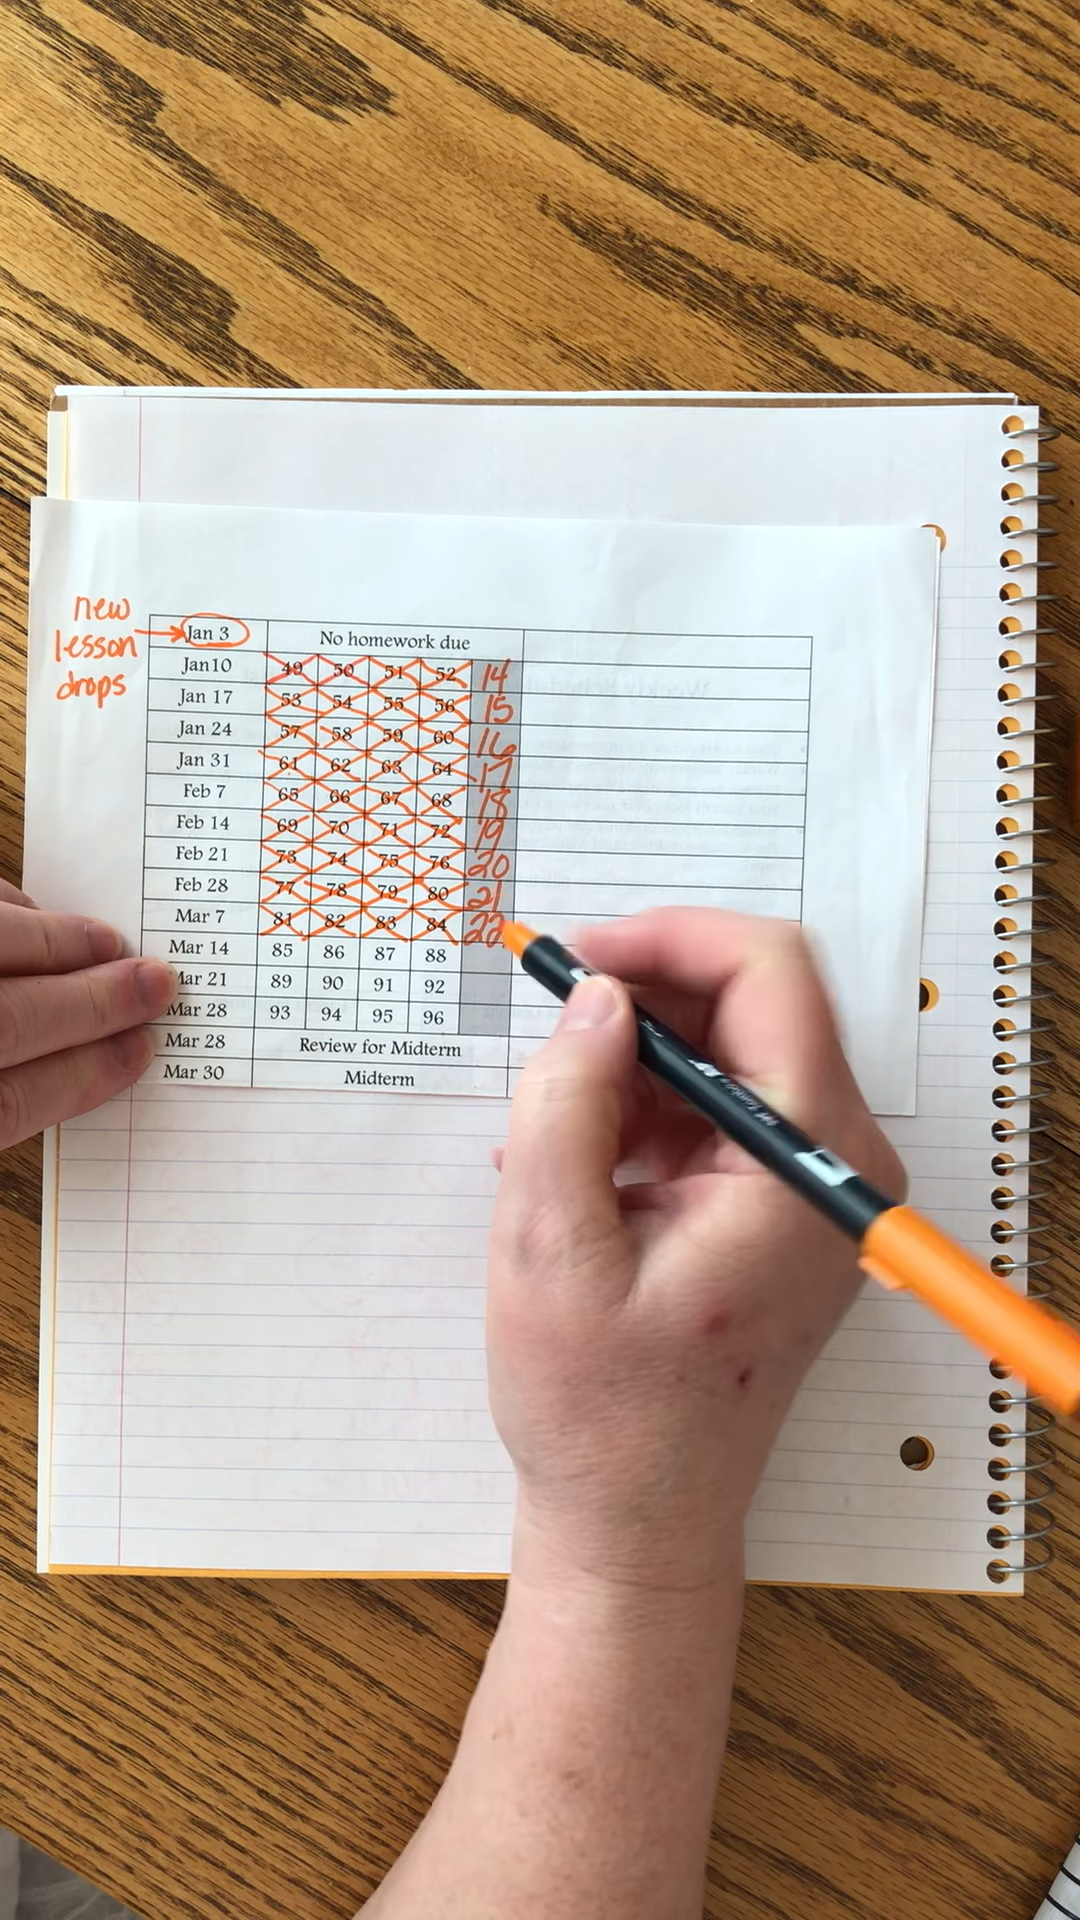 new
lesson
drops
Jan 3 No homework due
Jan10 49 50 51 52 14
Jan 17 53 54 55 56 15
Jan 24 57 58 59 60 16
Jan 31 61 62 63 64 17
Feb 7 65 66 67 68 18
Feb 14 69 70 71 72 19
Feb 21 73 74 75 76 20
Feb 28 77 78 79 80 21
Mar 7 81 82 83 84 22
Mar 14 85 86 87 88
Mar 21 89 90 91 92
Mar 28 93 94 95 96
Mar 28 Review for Midterm
Mar 30 Midterm